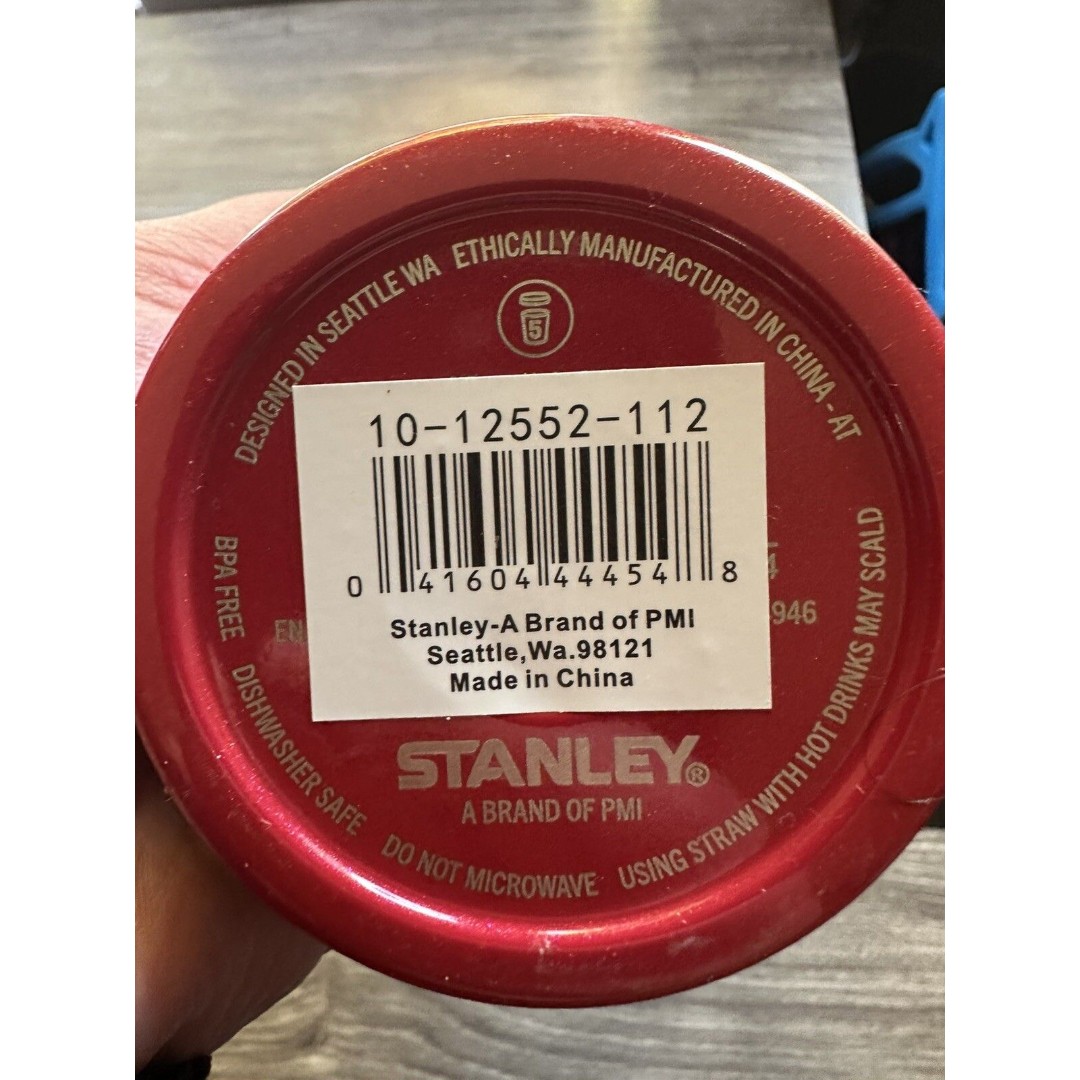 DESIGNED IN SEATTLE WA ETHICALLY MANUFACTURED IN CHINA - AT
5
10-12552-112
0 41604 44454 8
Stanley-A Brand of PMI
Seattle,Wa.98121
Made in China
EN
4
946
STANLEY®
A BRAND OF PMI
BPA FREE DISHWASHER SAFE DO NOT MICROWAVE USING STRAW WITH HOT DRINKS MAY SCALD